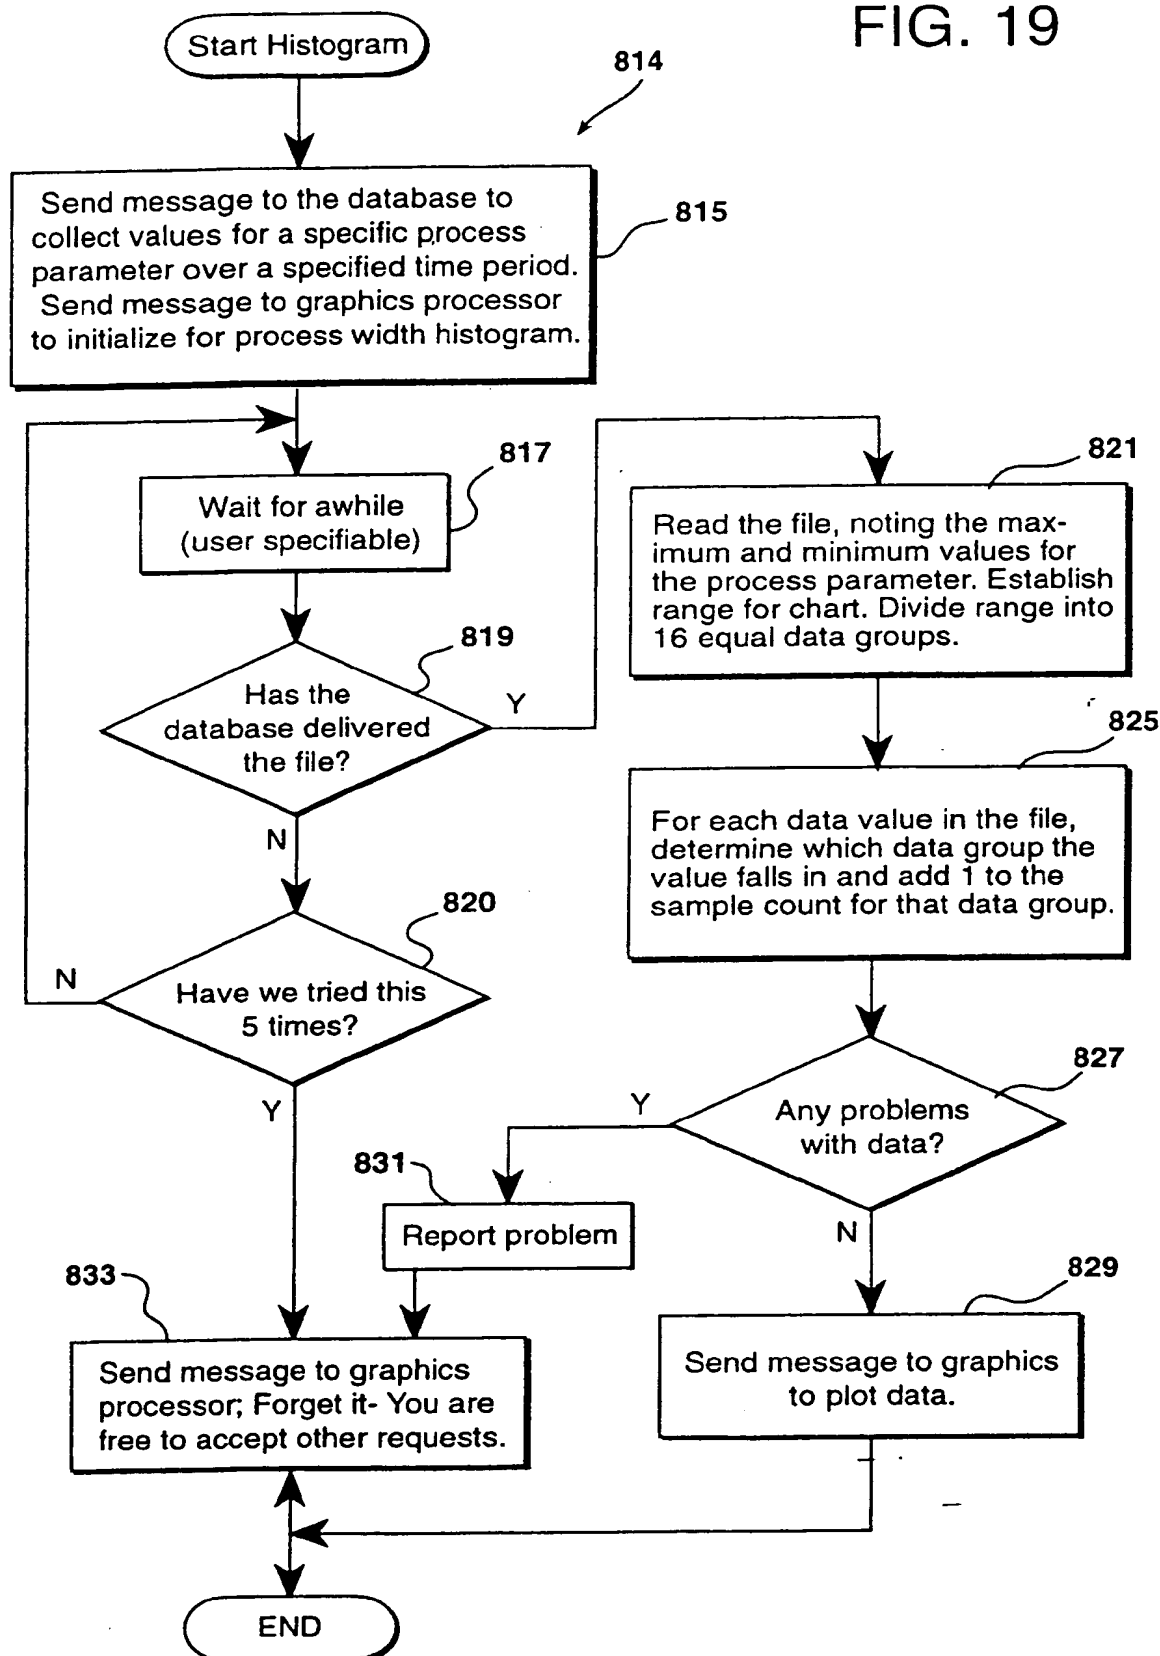 FIG. 19
Start Histogram
814
Send message to the database to
collect values for a specific process
parameter over a specified time period.
Send message to graphics processor
to initialize for process width histogram.
815
817
Wait for awhile
(user specifiable)
819
Has the
database delivered
the file?
Y
N
820
Have we tried this
5 times?
N
Y
821
Read the file, noting the max-
imum and minimum values for
the process parameter. Establish
range for chart. Divide range into
16 equal data groups.
825
For each data value in the file,
determine which data group the
value falls in and add 1 to the
sample count for that data group.
827
Any problems
with data?
Y
N
831
Report problem
829
Send message to graphics
to plot data.
833
Send message to graphics
processor; Forget it- You are
free to accept other requests.
END